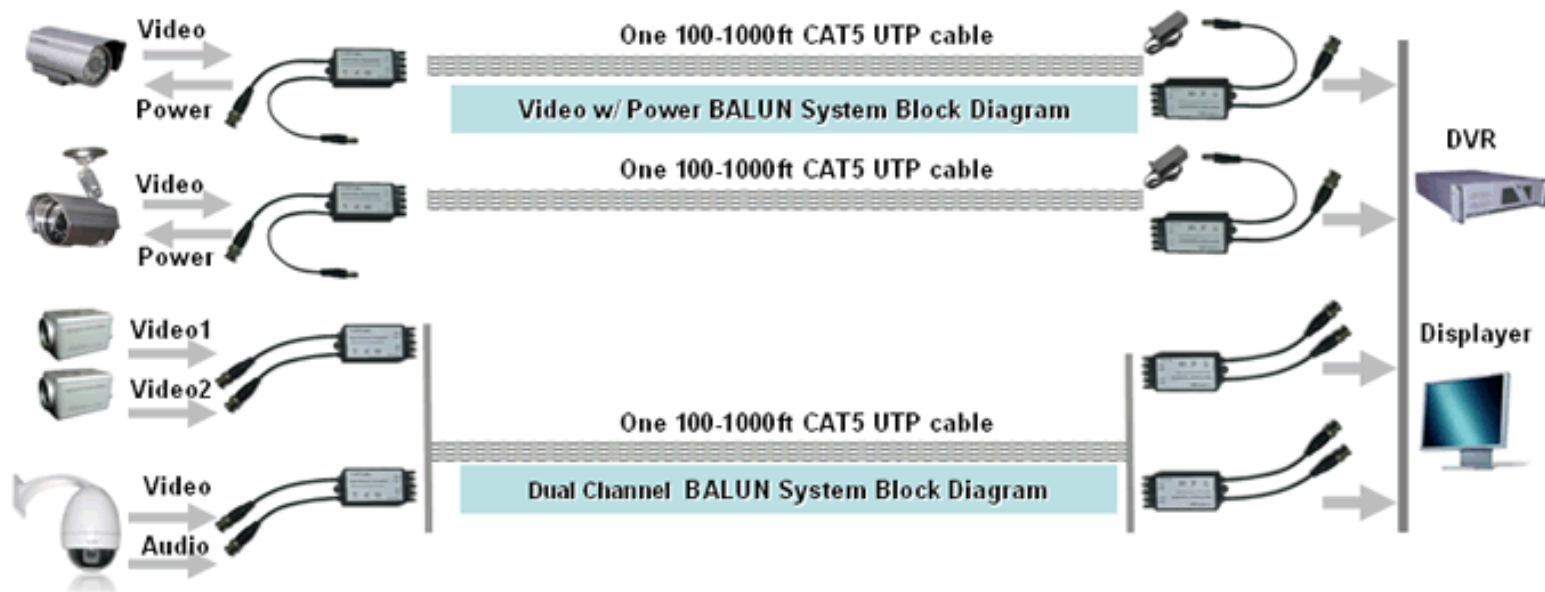 Video
One 100-1000ft CAT5 UTP cable
Power
Video w/ Power BALUN System Block Diagram
DVR
Video
One 100-1000ft CAT5 UTP cable
Power
Video1
Displayer
Video2
One 100-1000ft CAT5 UTP cable
Video
Dual Channel BALUN System Block Diagram
Audio